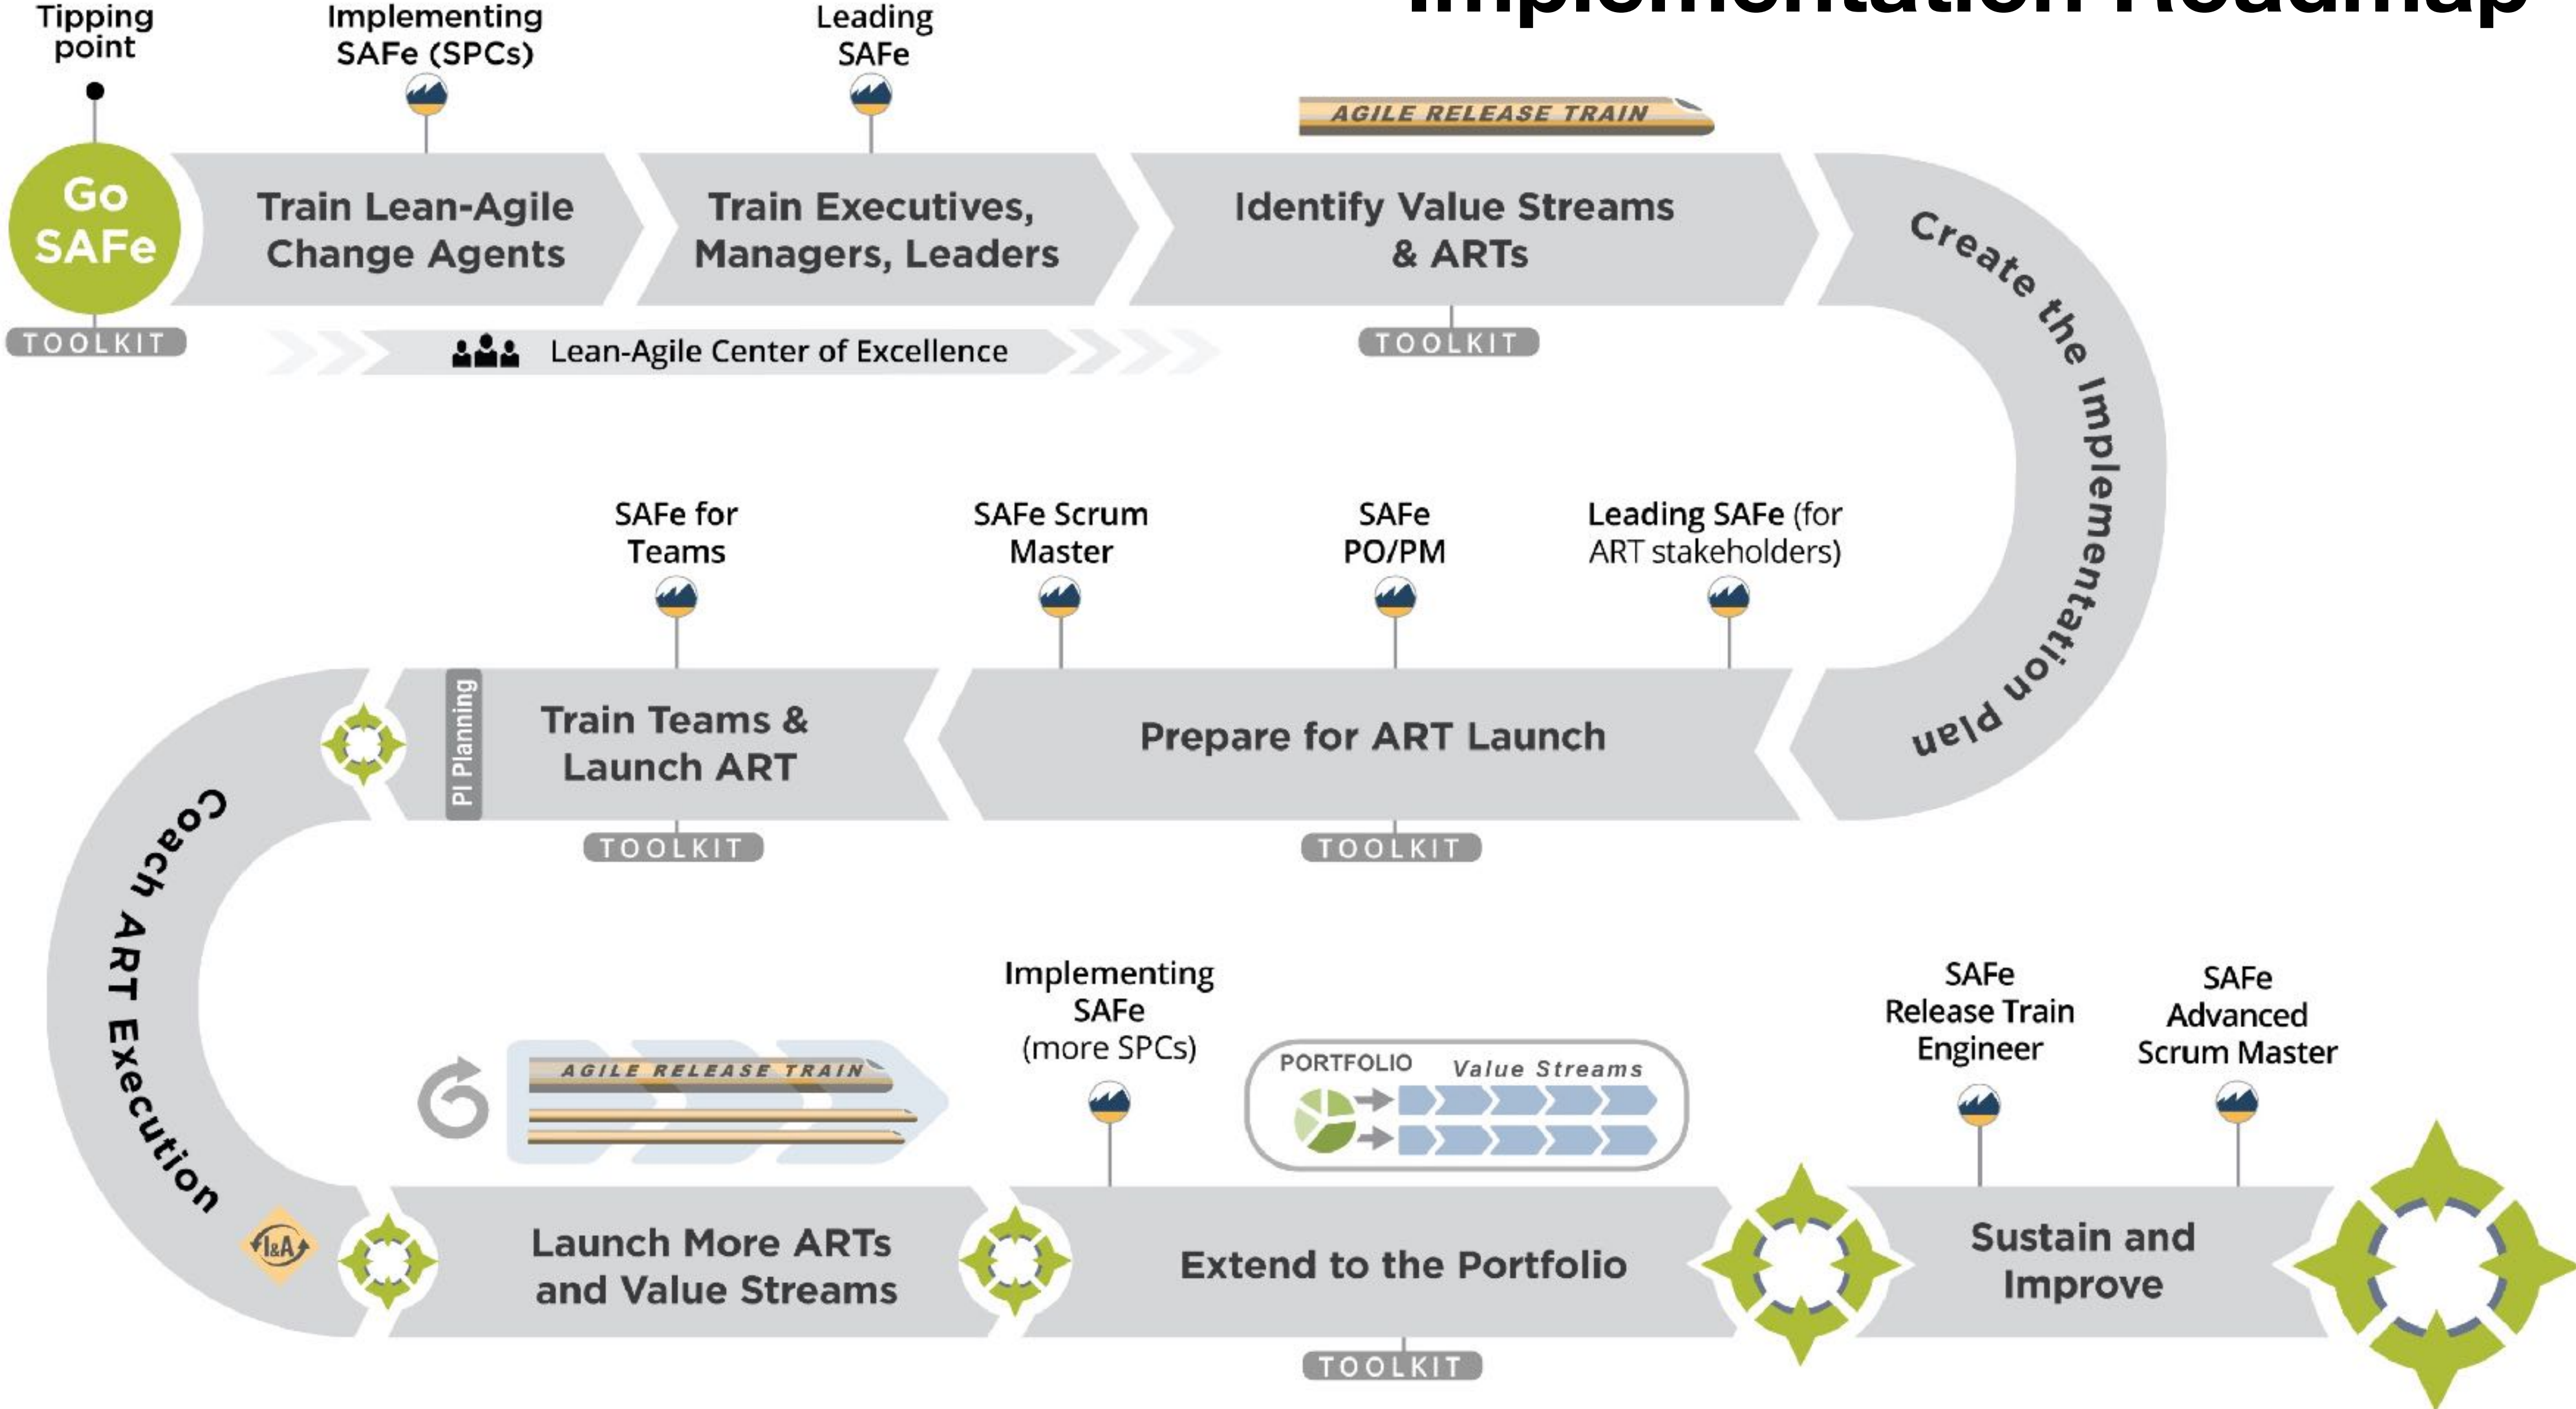 Implementation Roadmap
Tipping
point
Implementing
SAFe (SPCs)
Leading
SAFe
AGILE RELEASE TRAIN
Go
SAFe
Train Lean-Agile
Change Agents
Train Executives,
Managers, Leaders
Identify Value Streams
& ARTs
Create the Implementation Plan
TOOLKIT
Lean-Agile Center of Excellence
TOOLKIT
SAFe for
Teams
SAFe Scrum
Master
SAFe
PO/PM
Leading SAFe (for
ART stakeholders)
PI Planning
Train Teams &
Launch ART
Prepare for ART Launch
TOOLKIT
TOOLKIT
Coach ART Execution
I&A
AGILE RELEASE TRAIN
Implementing
SAFe
(more SPCs)
PORTFOLIO
Value Streams
SAFe
Release Train
Engineer
SAFe
Advanced
Scrum Master
Launch More ARTs
and Value Streams
Extend to the Portfolio
Sustain and
Improve
TOOLKIT